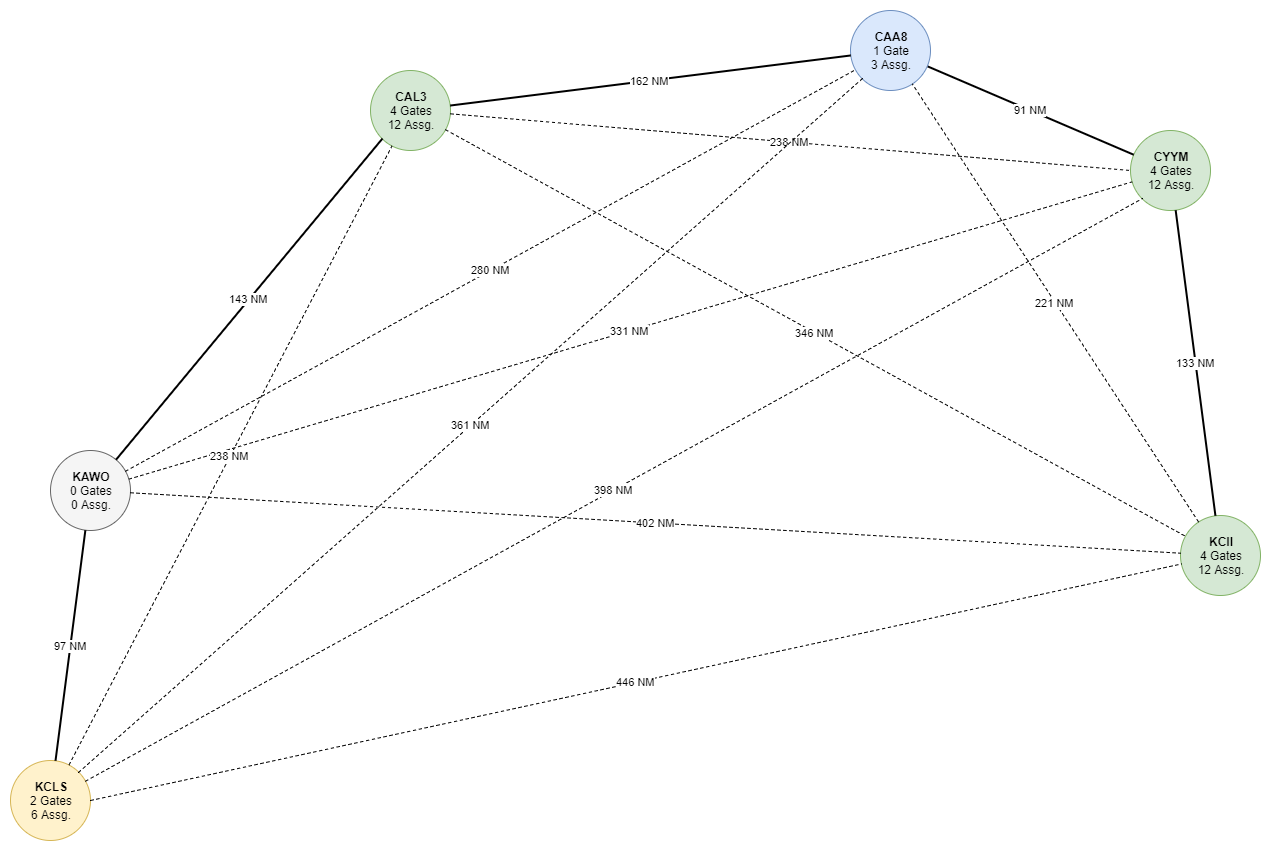 CAA8
1 Gate
3 Assg.
162 NM
CAL3
4 Gates
12 Assg.
91 NM
238 NM
CYYM
4 Gates
12 Assg.
280 NM
143 NM
221 NM
331 NM
346 NM
133 NM
361 NM
238 NM
KAWO
0 Gates
0 Assg.
398 NM
402 NM
KCII
4 Gates
12 Assg.
97 NM
446 NM
KCLS
2 Gates
6 Assg.